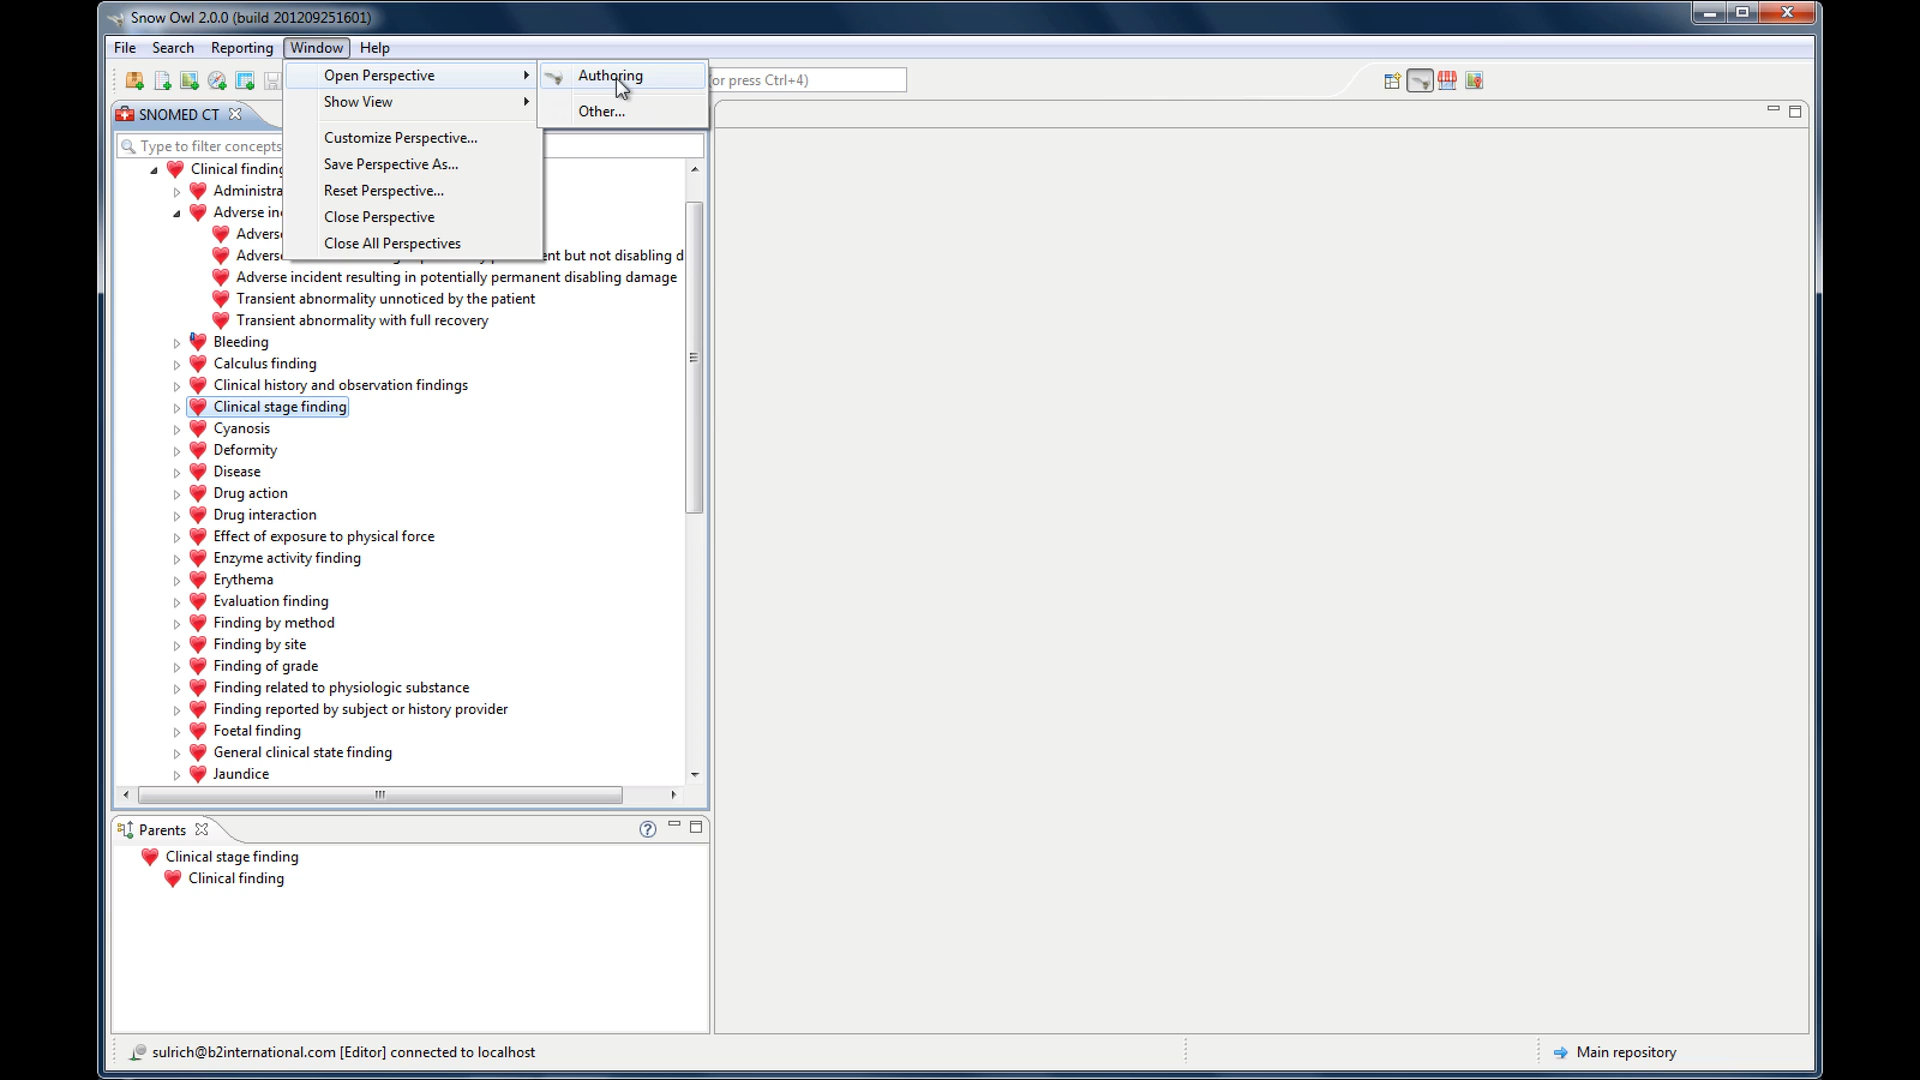 Snow Owl 2.0.0 (build 201209251601)
File Search Reporting Window Help
Open Perspective
Show View
Customize Perspective...
Save Perspective As...
Reset Perspective...
Close Perspective
Close All Perspectives
Authoring
Other...
or press Ctrl+4)
SNOMED CT
Type to filter concepts
Clinical finding
Adverse
Adverse
but not disabling d
Adverse incident resulting in potentially permanent disabling damage
Transient abnormality unnoticed by the patient
Transient abnormality with full recovery
Bleeding
Calculus finding
Clinical history and observation findings
Clinical stage finding
Cyanosis
Deformity
Disease
Drug action
Drug interaction
Effect of exposure to physical force
Enzyme activity finding
Erythema
Evaluation finding
Finding by method
Finding by site
Finding of grade
Finding related to physiologic substance
Finding reported by subject or history provider
Foetal finding
General clinical state finding
Jaundice
Parents
Clinical stage finding
Clinical finding
sulrich@b2international.com [Editor] connected to localhost
Main repository